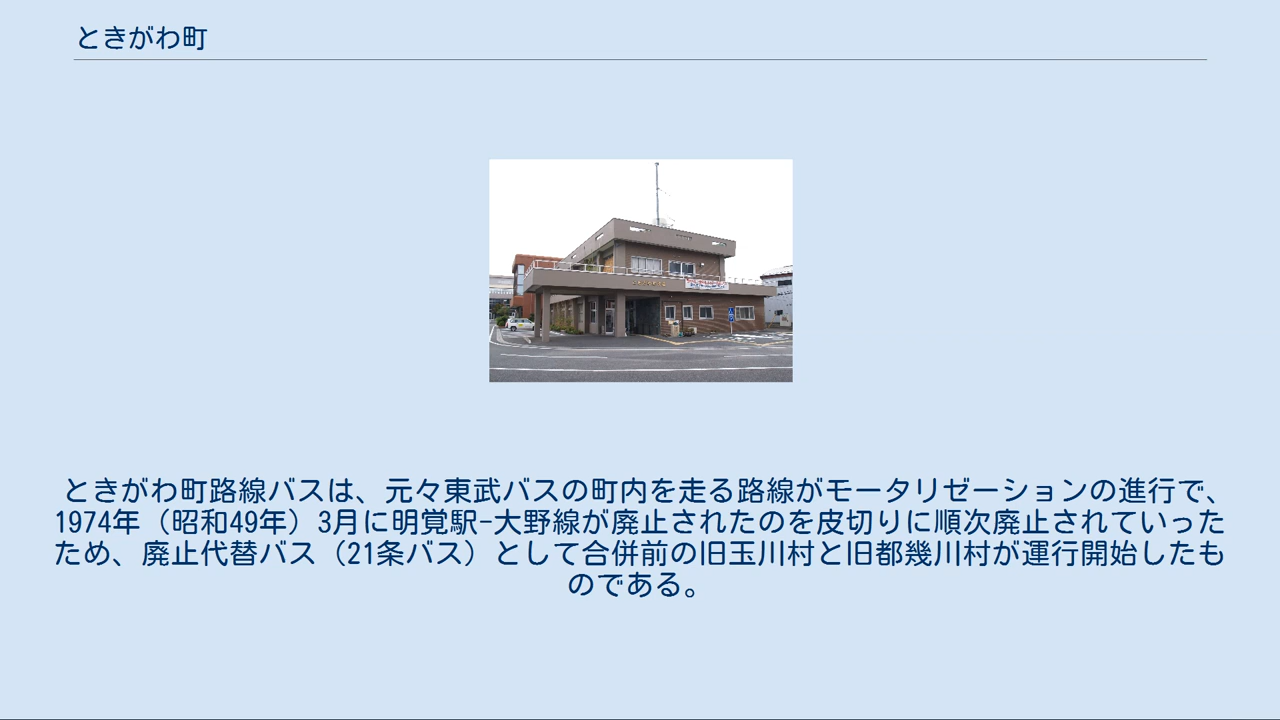 ときがわ町
ときがわ町路線バスは、元々東武バスの町内を走る路線がモータリゼーションの進行で、
1974年（昭和49年）3月に明覚駅-大野線が廃止されたのを皮切りに順次廃止されていった
ため、廃止代替バス（21条バス）として合併前の旧玉川村と旧都幾川村が運行開始したも
のである。